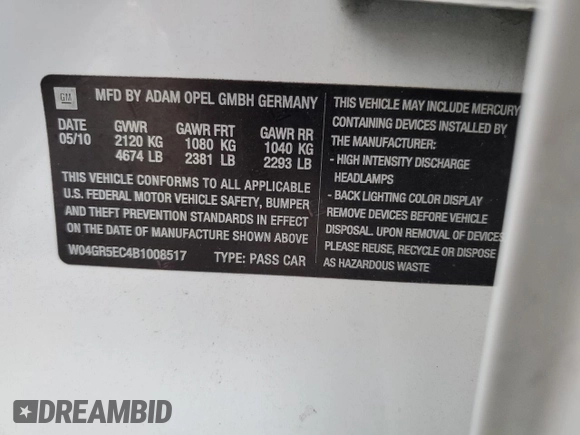 GM
MFD BY ADAM OPEL GMBH GERMANY
DATE GVWR GAWR FRT GAWR RR
05/10 2120 KG 1080 KG 1040 KG
4674 LB 2381 LB 2293 LB
THIS VEHICLE CONFORMS TO ALL APPLICABLE
U.S. FEDERAL MOTOR VEHICLE SAFETY, BUMPER
AND THEFT PREVENTION STANDARDS IN EFFECT
ON THE DATE OF MANUFACTURE SHOWN ABOVE
W04GR5EC4B1008517 TYPE: PASS CAR
THIS VEHICLE MAY INCLUDE MERCURY
CONTAINING DEVICES INSTALLED BY
THE MANUFACTURER:
- HIGH INTENSITY DISCHARGE
HEADLAMPS
- BACK LIGHTING COLOR DISPLAY
REMOVE DEVICES BEFORE VEHICLE
DISPOSAL. UPON REMOVAL OF DEVICES
PLEASE REUSE, RECYCLE OR DISPOSE
AS HAZARDOUS WASTE
DREAMBID